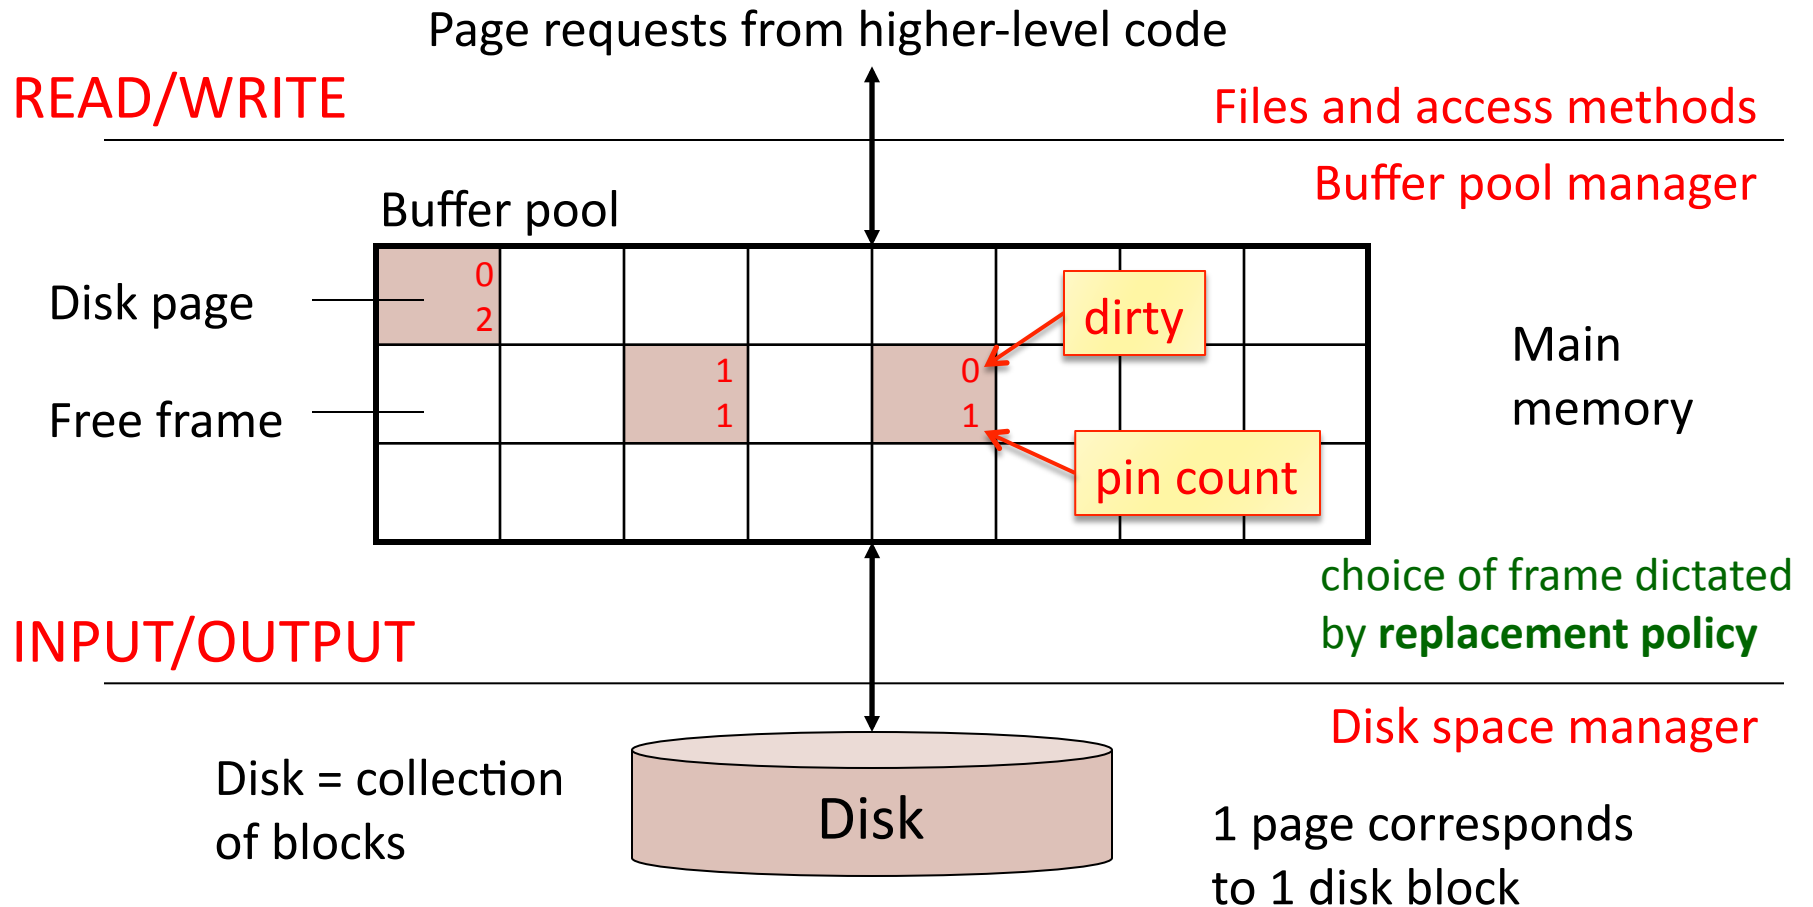 Page requests from higher-level code
READ/WRITE
Files and access methods
Buffer pool manager
Buffer pool
Disk page
0
2
dirty
Main
memory
Free frame
1
1
0
1
pin count
choice of frame dictated
by replacement policy
INPUT/OUTPUT
Disk space manager
Disk = collection
of blocks
Disk
1 page corresponds
to 1 disk block